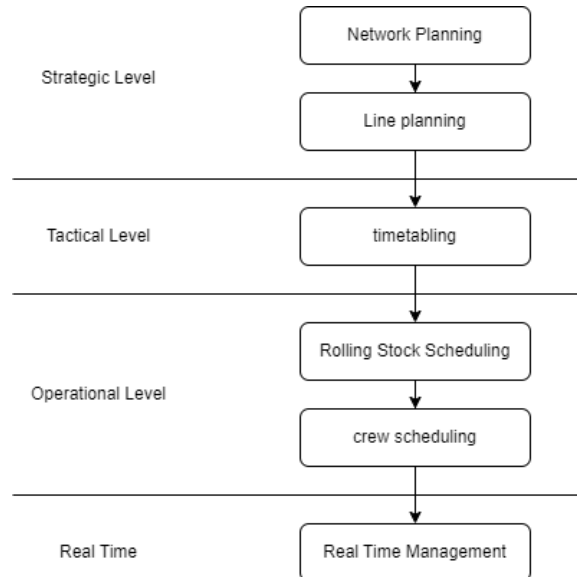 Network Planning
Strategic Level
Line planning
Tactical Level
timetabling
Rolling Stock Scheduling
Operational Level
crew scheduling
Real Time
Real Time Management